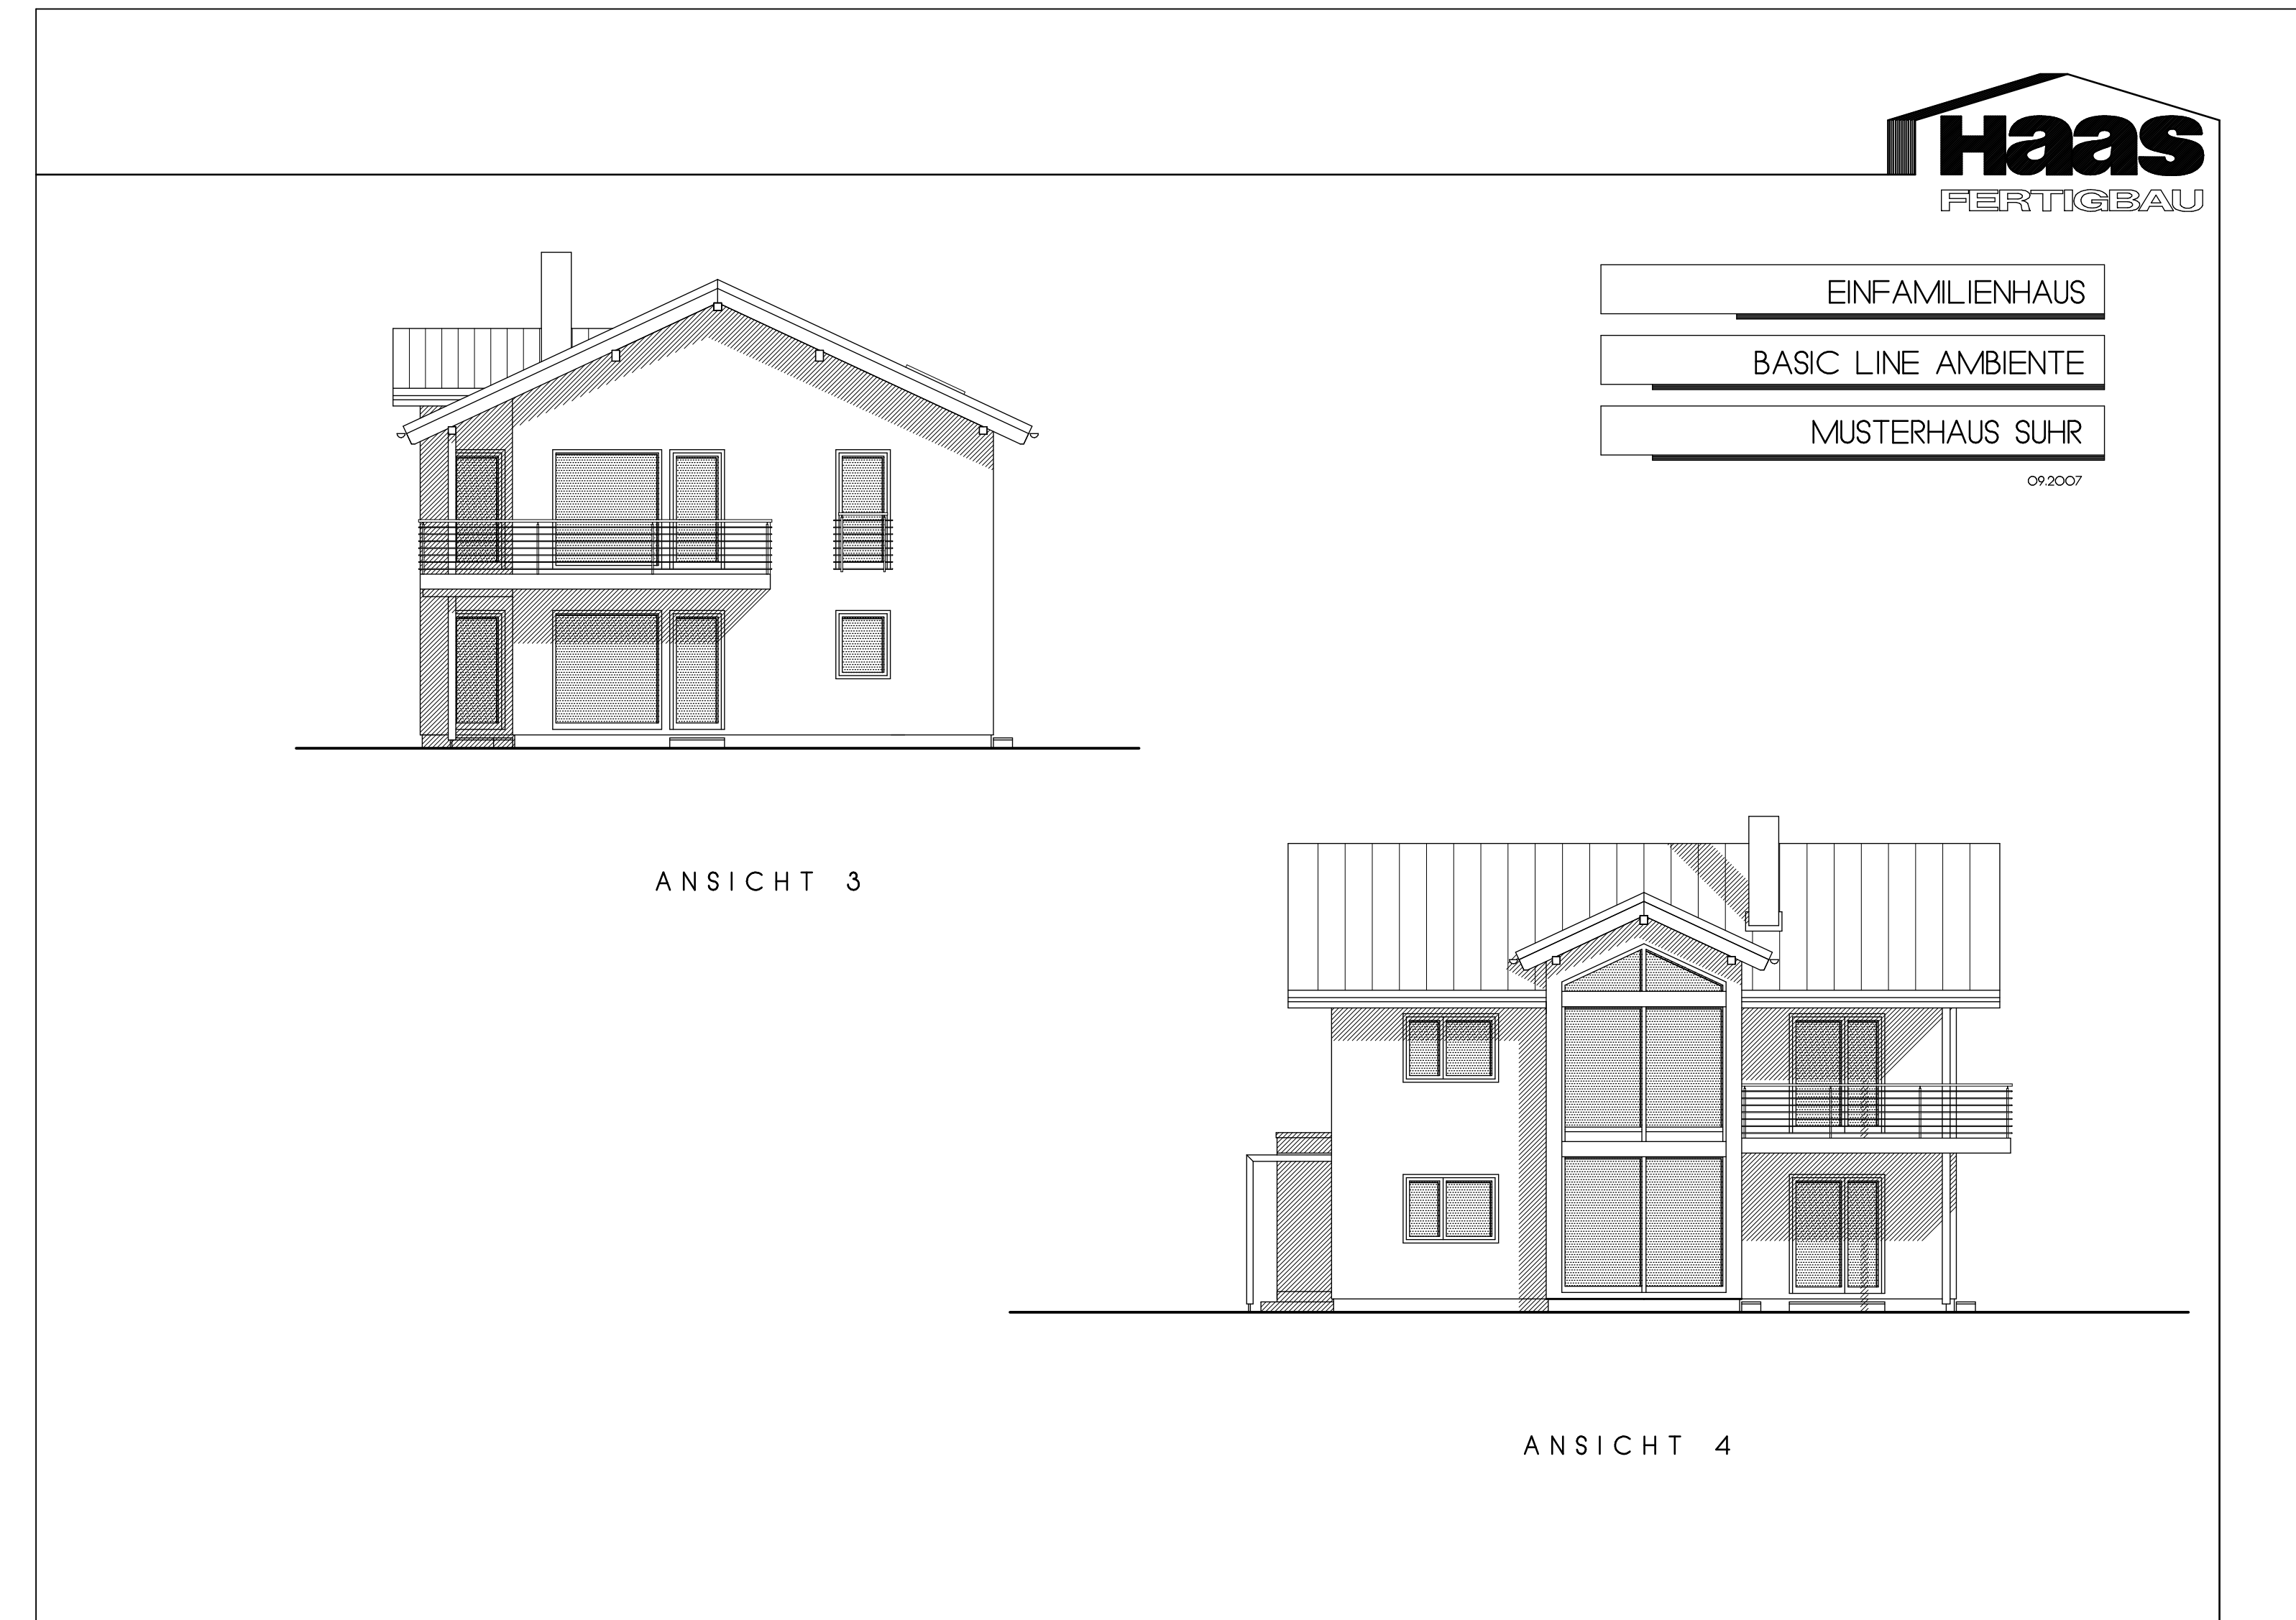 Haas
FERTIGBAU
EINFAMILIENHAUS
BASIC LINE AMBIENTE
MUSTERHAUS SUHR
09.2007
ANSICHT 3
ANSICHT 4